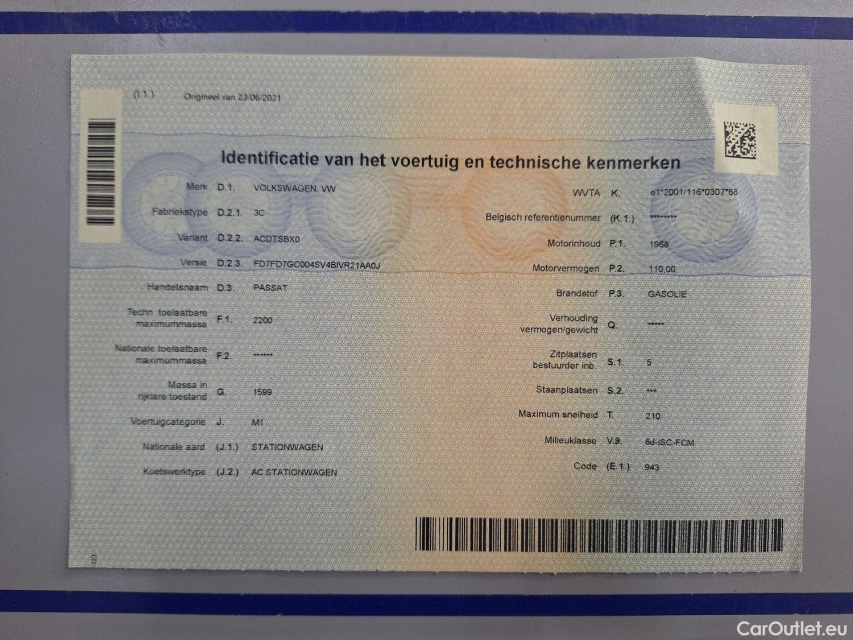 (I.1.) Origineel van 23/06/2021
Identificatie van het voertuig en technische kenmerken
Merk D.1. VOLKSWAGEN, VW
Fabriekstype D.2.1. 3C
Variant D.2.2. ACDTSBX0
Versie D.2.3. FD7FD7GC004SV4BIVR21AA0J
Handelsnaam D.3. PASSAT
Techn. toelaatbare
maximummassa F.1. 2200
Nationale toelaatbare
maximummassa F.2. ******
Massa in
rijklare toestand G. 1599
Voertuigcategorie J. M1
Nationale aard (J.1.) STATIONWAGEN
Koetswerktype (J.2.) AC STATIONWAGEN
WVTA K. e1*2001/116*0307*68
Belgisch referentienummer (K.1.) ********
Motorinhoud P.1. 1968
Motorvermogen P.2. 110,00
Brandstof P.3. GASOLIE
Verhouding
vermogen/gewicht Q. *****
Zitplaatsen
bestuurder inb. S.1. 5
Staanplaatsen S.2. ***
Maximum snelheid T. 210
Milieuklasse V.9. 6d-ISC-FCM
Code (E.1.) 943
CarOutlet.eu